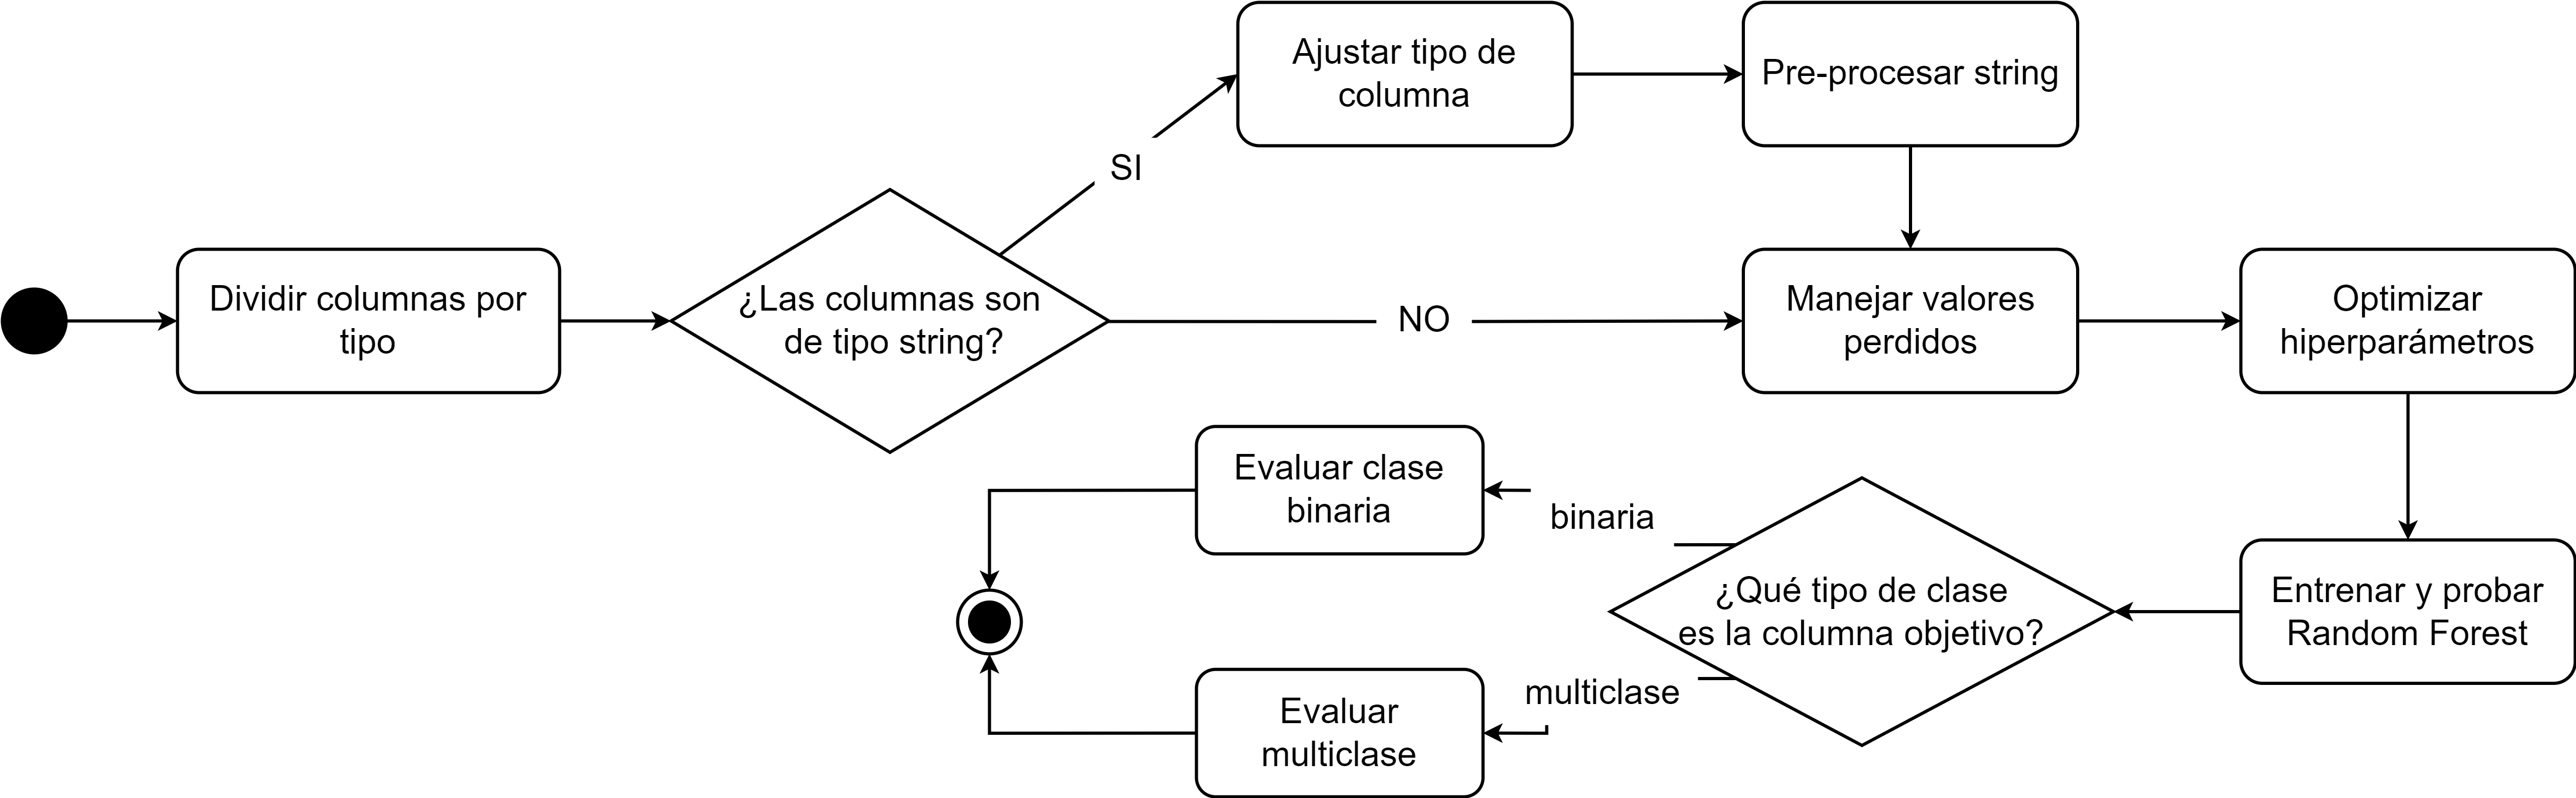 Ajustar tipo de
columna
Pre-procesar string
SI
Dividir columnas por
tipo
¿Las columnas son
de tipo string?
NO
Manejar valores
perdidos
Optimizar
hiperparámetros
Evaluar clase
binaria
binaria
¿Qué tipo de clase
es la columna objetivo?
Entrenar y probar
Random Forest
multiclase
Evaluar
multiclase